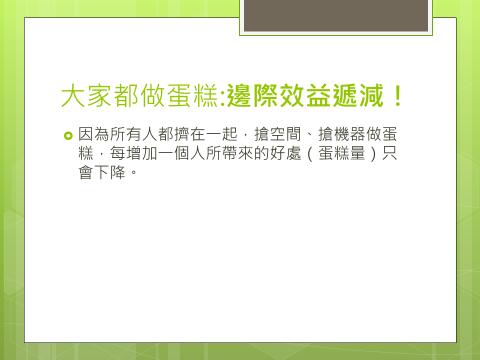 大家都做蛋糕:邊際效益遞減！
因為所有人都擠在一起，搶空間、搶機器做蛋
糕，每增加一個人所帶來的好處（蛋糕量）只
會下降。